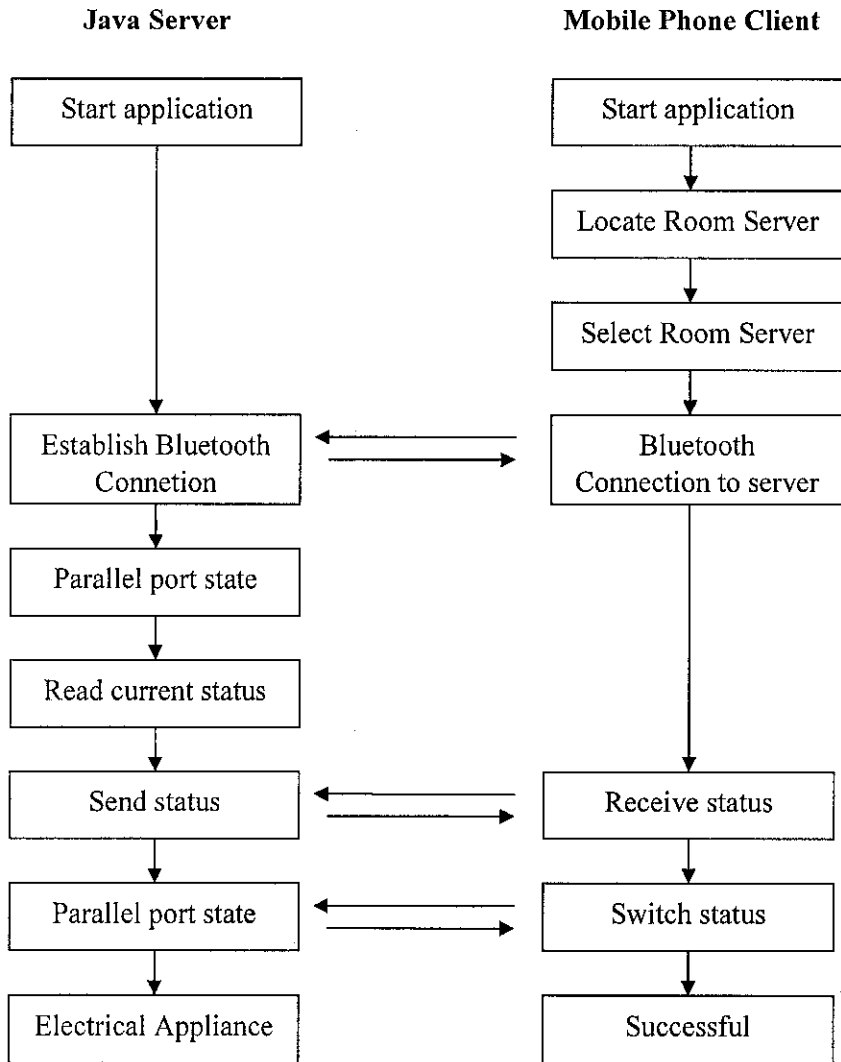 Java Server
Mobile Phone Client
Start application
Start application
Locate Room Server
Select Room Server
Establish Bluetooth
Connetion
Bluetooth
Connection to server
Parallel port state
Read current status
Send status
Receive status
Parallel port state
Switch status
Electrical Appliance
Successful